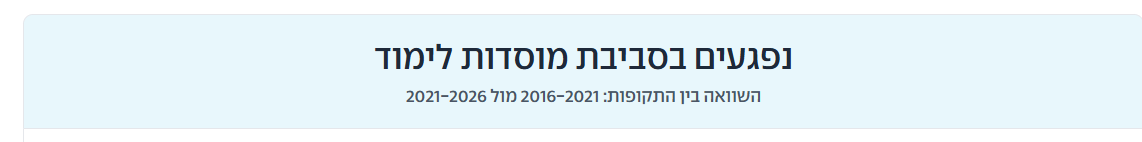 נפגעים בסביבת מוסדות לימוד
השוואה בין התקופות: 2016-2021 מול 2021-2026